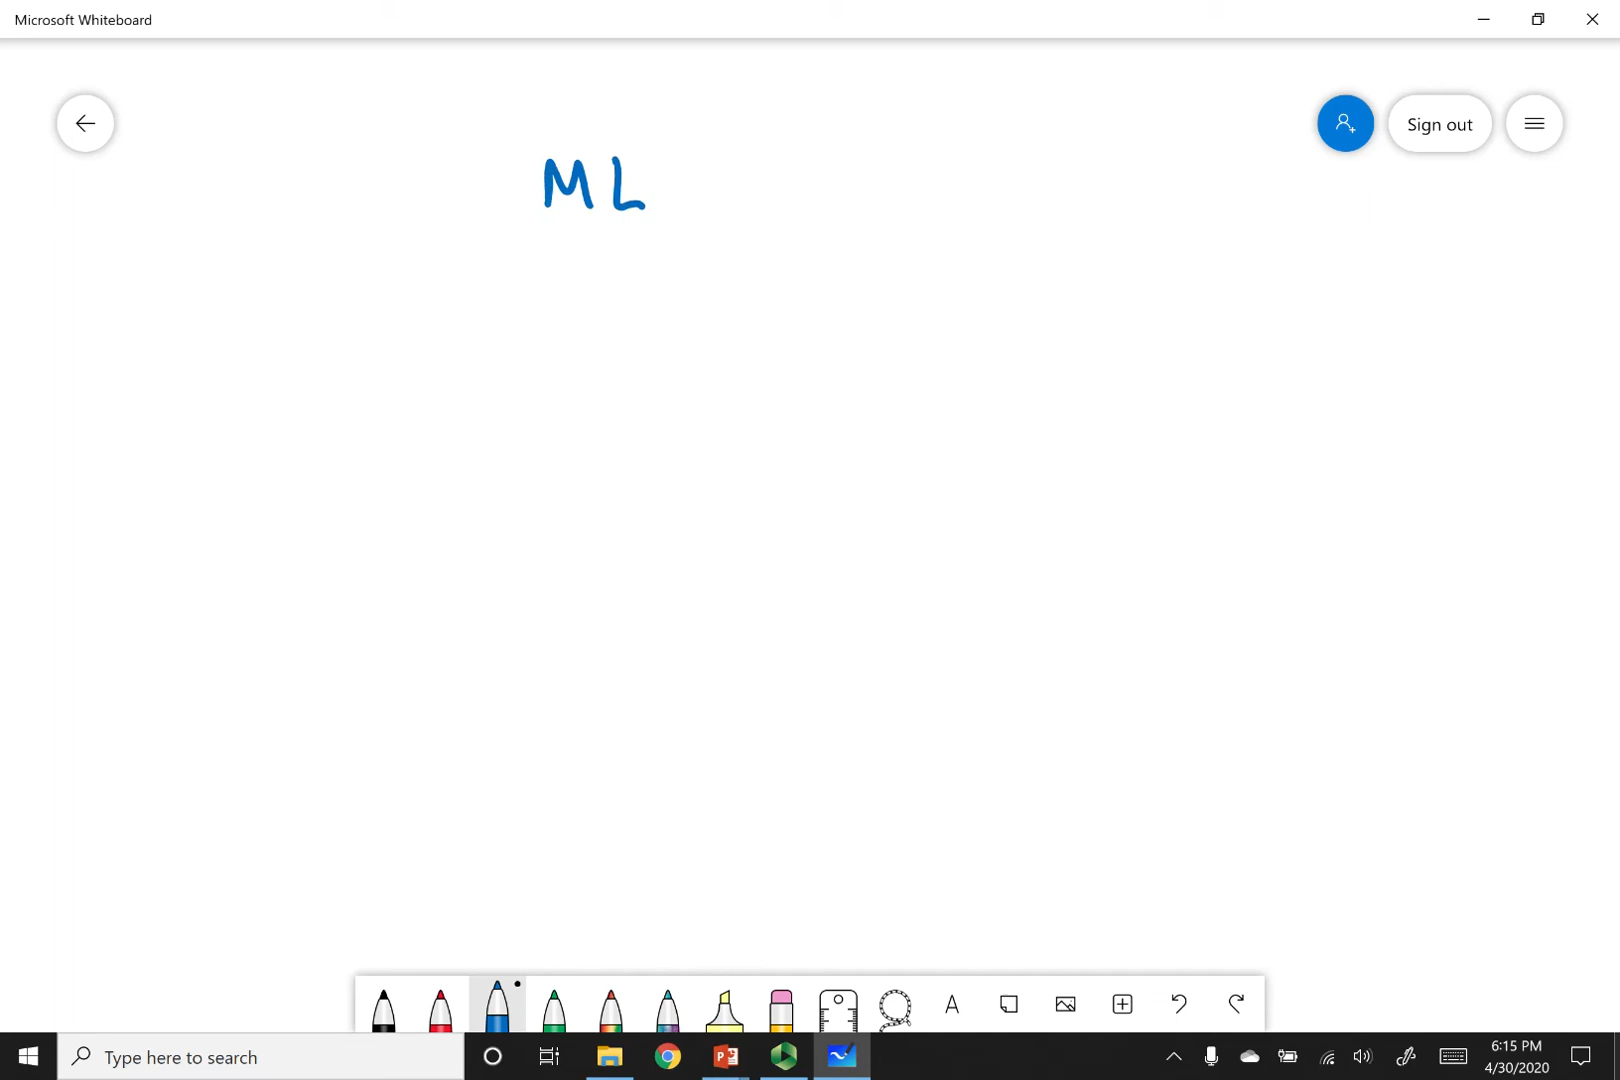 Microsoft Whiteboard
Sign out
ML
A
Type here to search
6:15 PM
4/30/2020